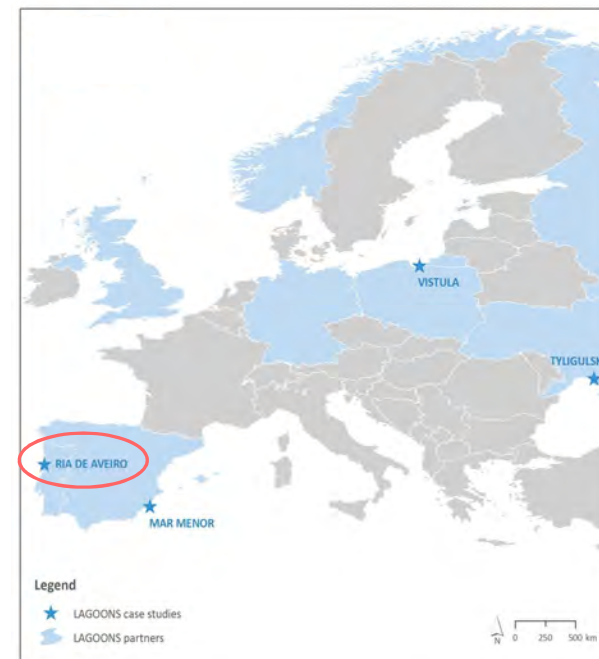 VISTULA
TYLIGULSK
RIA DE AVEIRO
MAR MENOR
Legend
LAGOONS case studies
LAGOONS partners
N 0 250 500 km